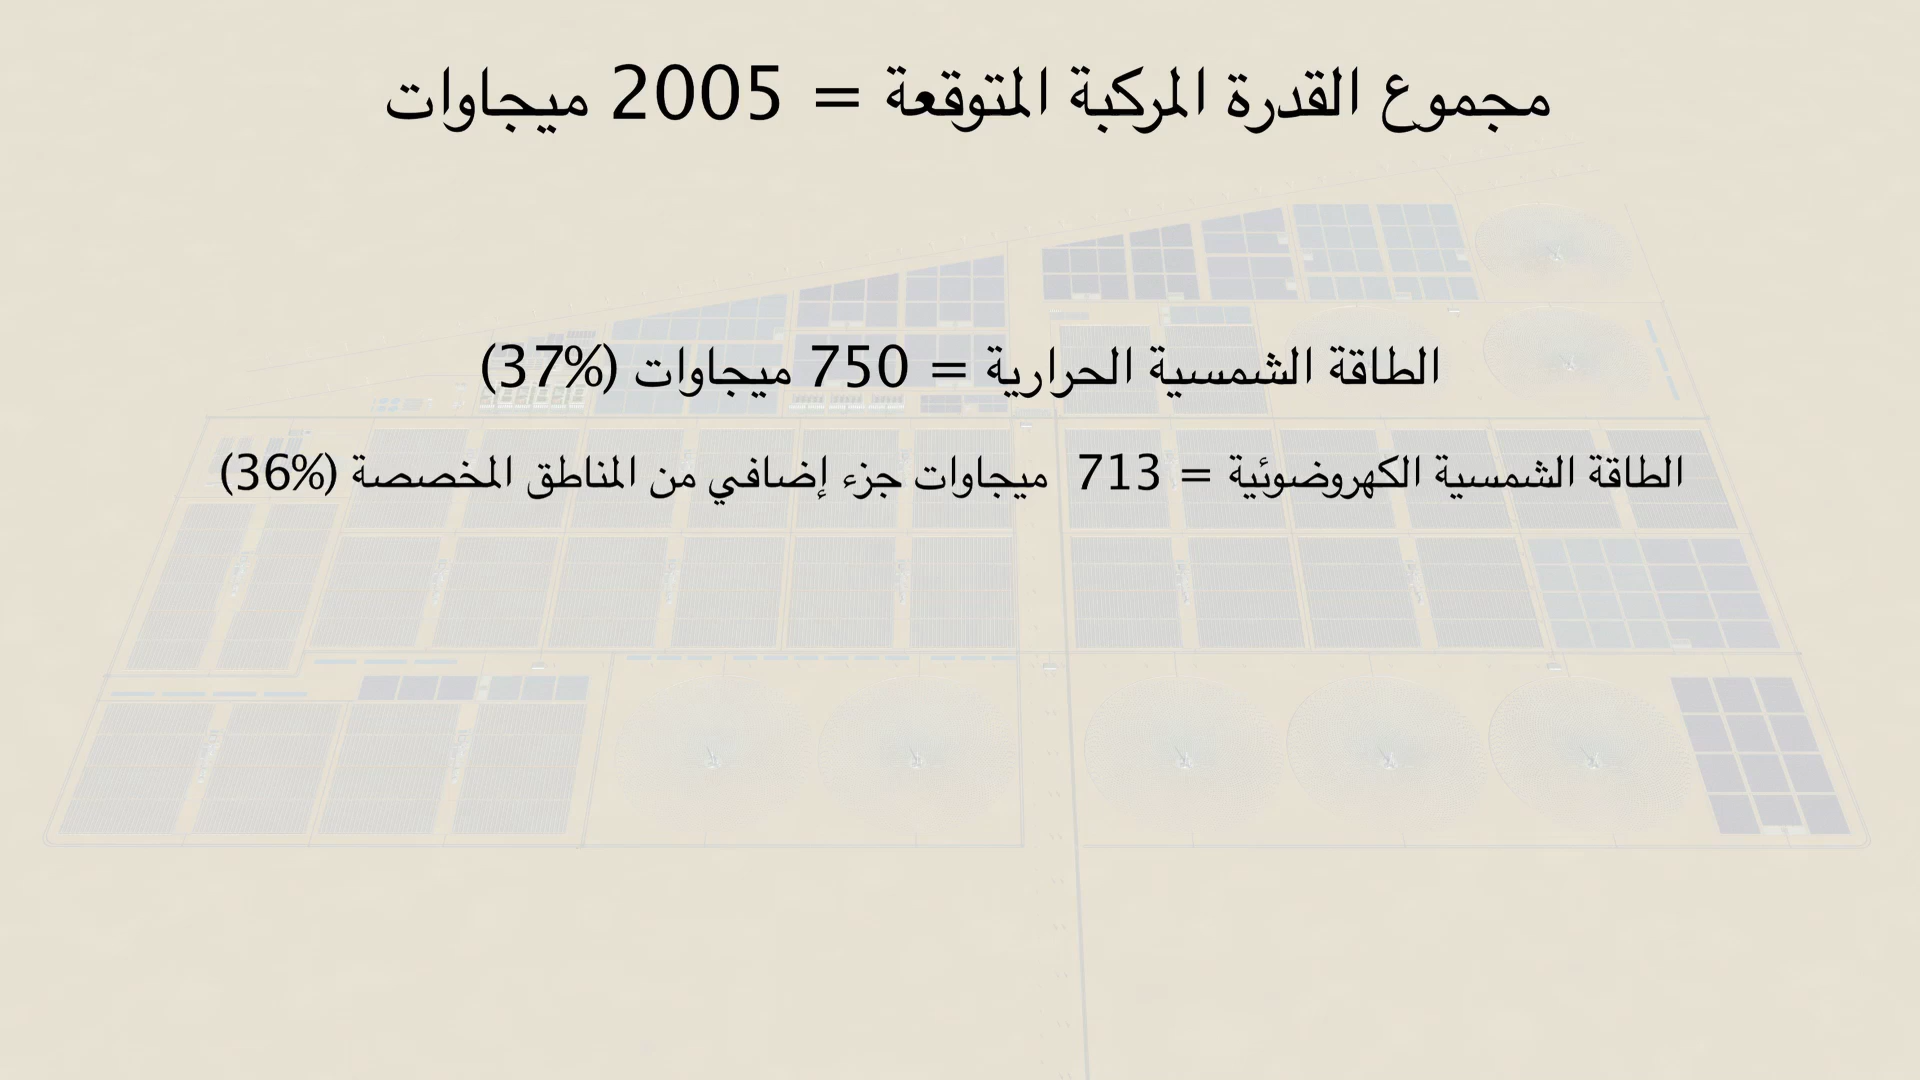 مجموع القدرة المركبة المتوقعة = 2005 ميجاوات
الطاقة الشمسية الحرارية = 750 ميجاوات (37%)
الطاقة الشمسية الكهروضوئية = 713 ميجاوات جزء إضافي من المناطق المخصصة (36%)